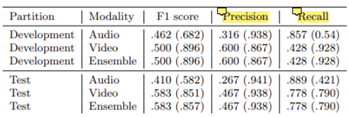 Partition | Modality | F1 score | Precision | Recall
Development | Audio | .462 (.682) | .316 (.938) | .857 (0.54)
Development | Video | .500 (.896) | .600 (.867) | .428 (.928)
Development | Ensemble | .500 (.896) | .600 (.867) | .428 (.928)
Test | Audio | .410 (.582) | .267 (.941) | .889 (.421)
Test | Video | .583 (.851) | .467 (.938) | .778 (.790)
Test | Ensemble | .583 (.857) | .467 (.938) | .778 (.790)